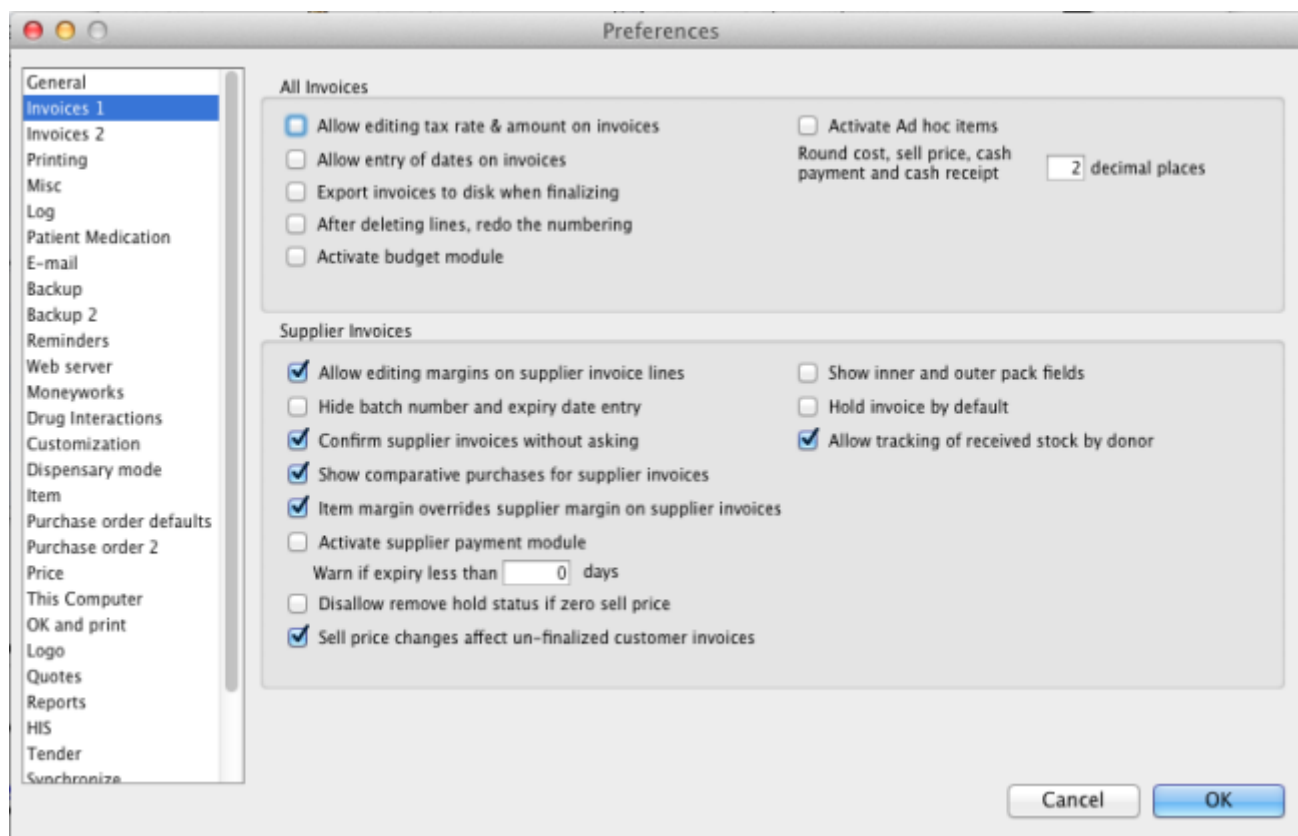 Preferences
General
Invoices 1
Invoices 2
Printing
Misc
Log
Patient Medication
E-mail
Backup
Backup 2
Reminders
Web server
Moneyworks
Drug Interactions
Customization
Dispensary mode
Item
Purchase order defaults
Purchase order 2
Price
This Computer
OK and print
Logo
Quotes
Reports
HIS
Tender
Synchronize
All Invoices
Allow editing tax rate & amount on invoices
Allow entry of dates on invoices
Export invoices to disk when finalizing
After deleting lines, redo the numbering
Activate budget module
Activate Ad hoc items
Round cost, sell price, cash
payment and cash receipt 2 decimal places
Supplier Invoices
Allow editing margins on supplier invoice lines
Hide batch number and expiry date entry
Confirm supplier invoices without asking
Show comparative purchases for supplier invoices
Item margin overrides supplier margin on supplier invoices
Activate supplier payment module
Warn if expiry less than 0 days
Disallow remove hold status if zero sell price
Sell price changes affect un-finalized customer invoices
Show inner and outer pack fields
Hold invoice by default
Allow tracking of received stock by donor
Cancel
OK